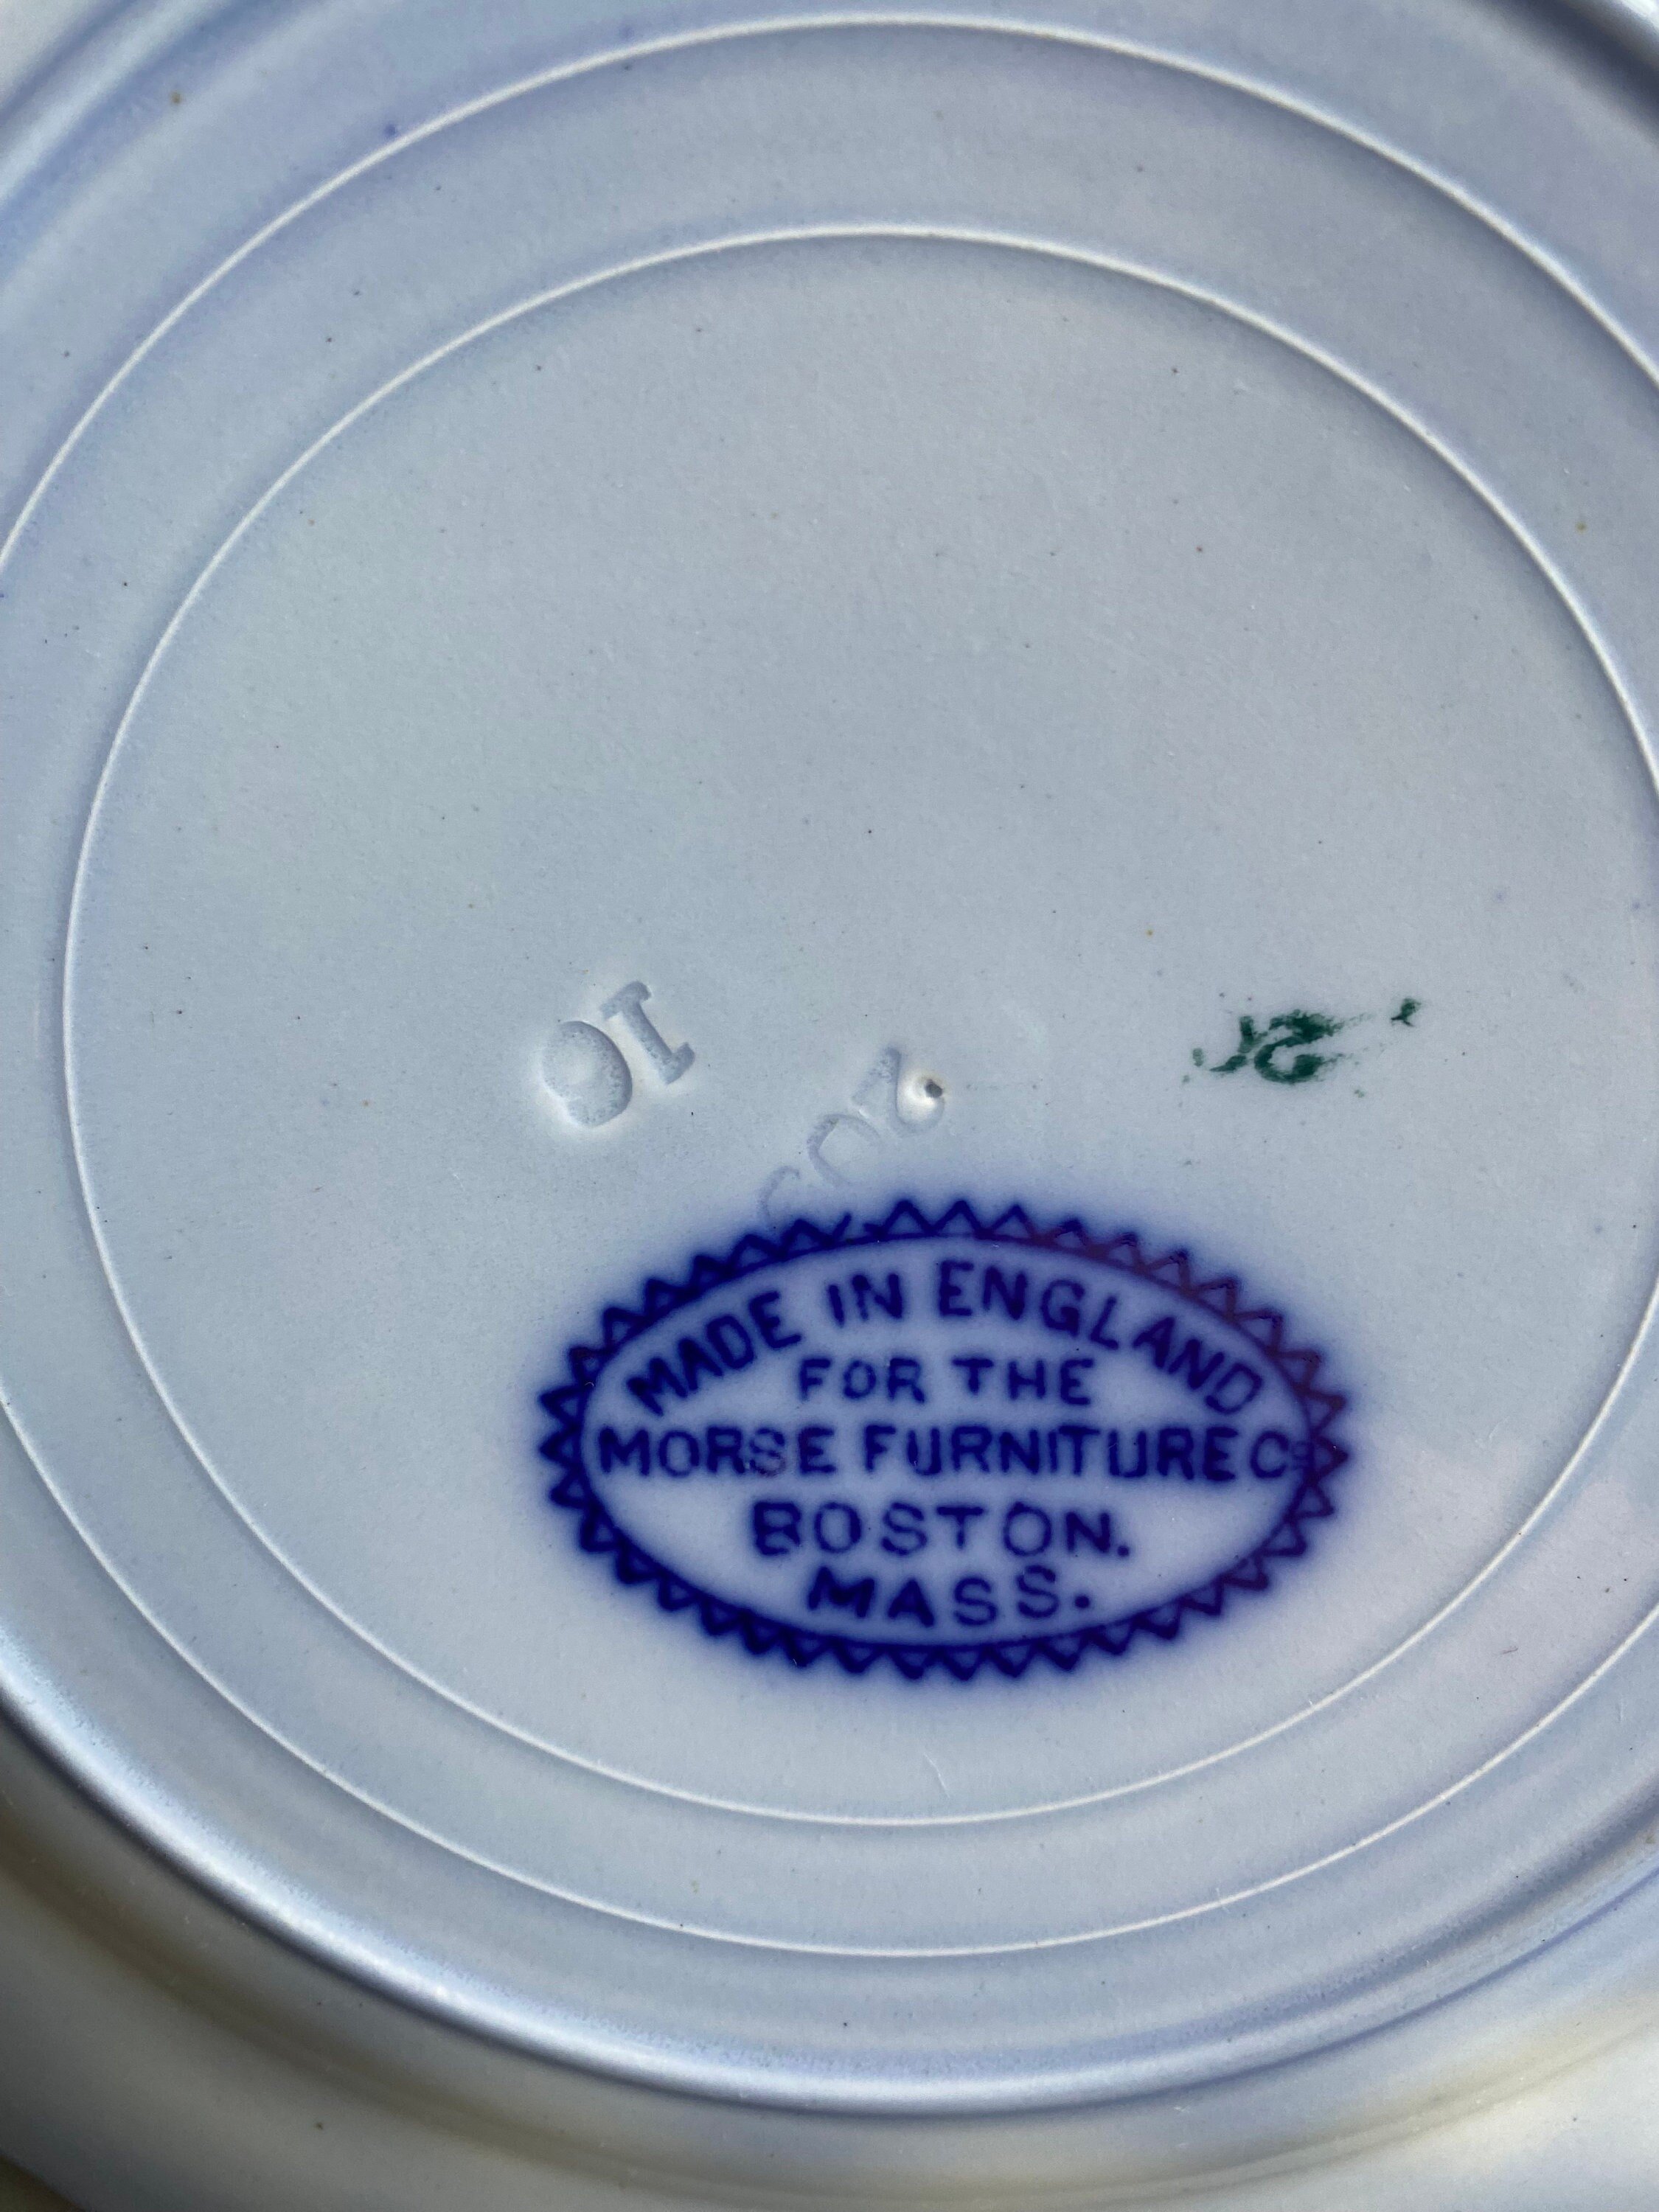 MADE IN ENGLAND
FOR THE
MORSE FURNITURE Co
BOSTON.
MASS.